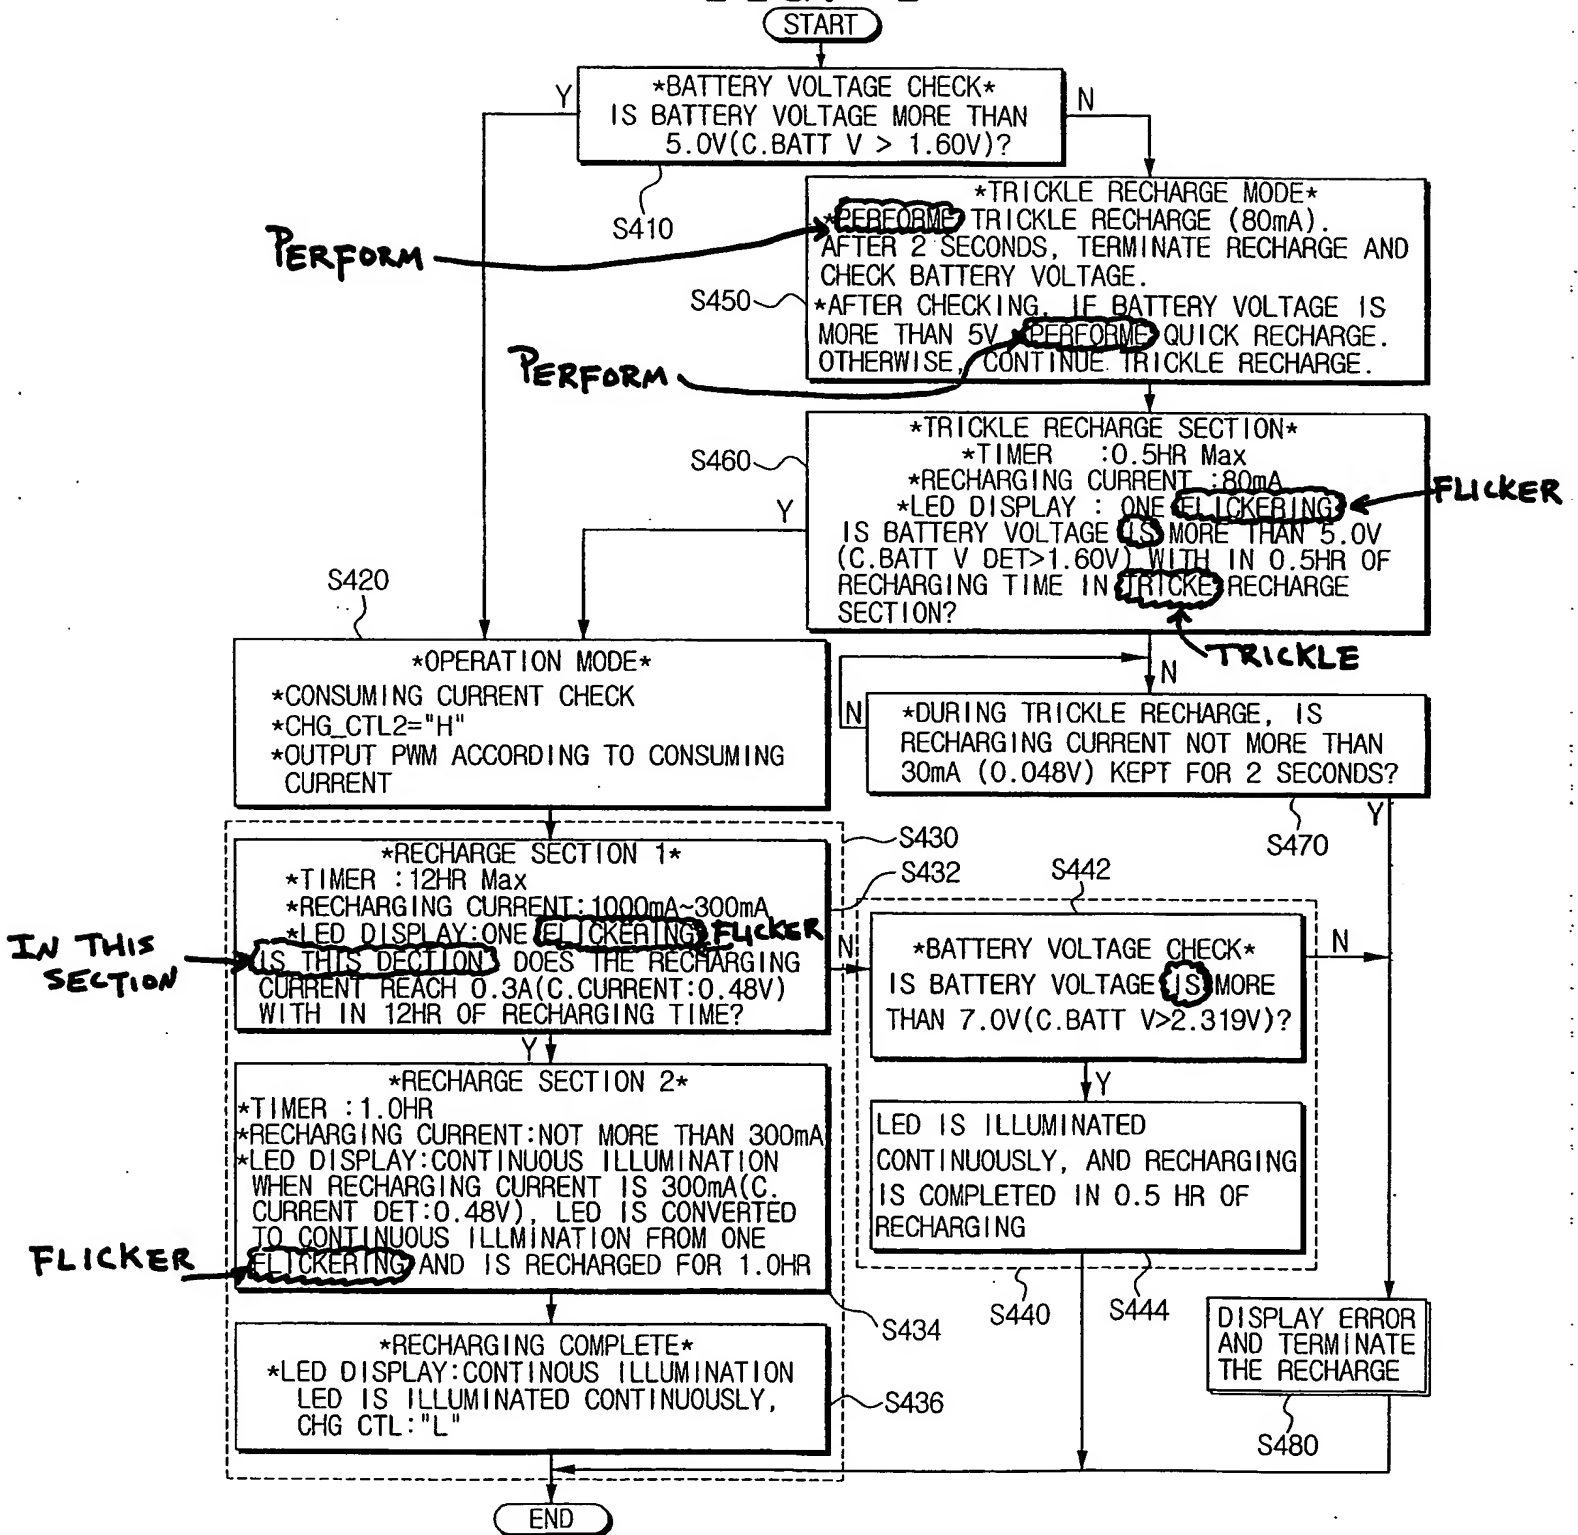 START
Y
*BATTERY VOLTAGE CHECK*
IS BATTERY VOLTAGE MORE THAN
5.0V(C.BATT V > 1.60V)?
N
S410
*TRICKLE RECHARGE MODE*
*PERFORME TRICKLE RECHARGE (80mA).
AFTER 2 SECONDS, TERMINATE RECHARGE AND
CHECK BATTERY VOLTAGE.
*AFTER CHECKING, IF BATTERY VOLTAGE IS
MORE THAN 5V, PERFORME QUICK RECHARGE.
OTHERWISE, CONTINUE TRICKLE RECHARGE.
PERFORM
S450
PERFORM
*TRICKLE RECHARGE SECTION*
*TIMER :0.5HR Max
*RECHARGING CURRENT :80mA
*LED DISPLAY : ONE FLICKERING
IS BATTERY VOLTAGE IS MORE THAN 5.0V
(C.BATT V DET>1.60V) WITH IN 0.5HR OF
RECHARGING TIME IN TRICKE RECHARGE
SECTION?
S460
FLICKER
Y
TRICKLE
N
S420
*OPERATION MODE*
*CONSUMING CURRENT CHECK
*CHG_CTL2="H"
*OUTPUT PWM ACCORDING TO CONSUMING
CURRENT
N
*DURING TRICKLE RECHARGE, IS
RECHARGING CURRENT NOT MORE THAN
30mA (0.048V) KEPT FOR 2 SECONDS?
S470
Y
S430
*RECHARGE SECTION 1*
*TIMER :12HR Max
*RECHARGING CURRENT:1000mA~300mA
*LED DISPLAY:ONE FLICKERING FLICKER
IS THIS DECTION, DOES THE RECHARGING
CURRENT REACH 0.3A(C.CURRENT:0.48V)
WITH IN 12HR OF RECHARGING TIME?
S432
IN THIS
SECTION
N
Y
S442
*BATTERY VOLTAGE CHECK*
IS BATTERY VOLTAGE IS MORE
THAN 7.0V(C.BATT V>2.319V)?
N
Y
*RECHARGE SECTION 2*
*TIMER :1.0HR
*RECHARGING CURRENT:NOT MORE THAN 300mA
*LED DISPLAY:CONTINUOUS ILLUMINATION
WHEN RECHARGING CURRENT IS 300mA(C.
CURRENT DET:0.48V), LED IS CONVERTED
TO CONTINUOUS ILLMINATION FROM ONE
FLICKERING AND IS RECHARGED FOR 1.0HR
FLICKER
S434
LED IS ILLUMINATED
CONTINUOUSLY, AND RECHARGING
IS COMPLETED IN 0.5 HR OF
RECHARGING
S440
S444
*RECHARGING COMPLETE*
*LED DISPLAY:CONTINOUS ILLUMINATION
LED IS ILLUMINATED CONTINUOUSLY,
CHG CTL:"L"
S436
DISPLAY ERROR
AND TERMINATE
THE RECHARGE
S480
END